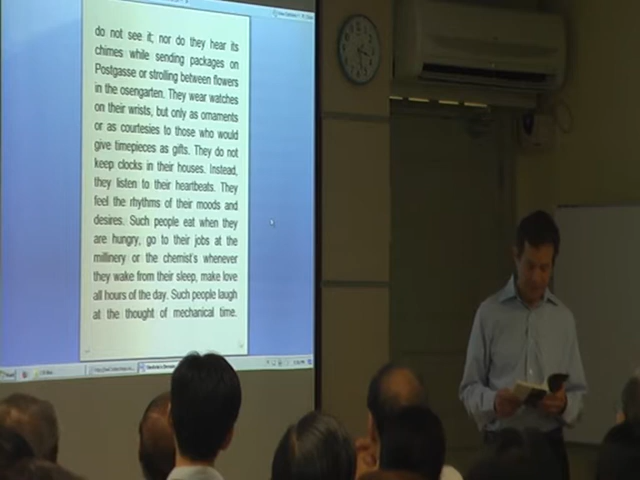 do not see it; nor do they hear its
chimes while sending packages on
Postgasse or strolling between flowers
in the osengarten. They wear watches
on their wrists, but only as ornaments
or as courtesies to those who would
give timepieces as gifts. They do not
keep clocks in their houses. Instead,
they listen to their heartbeats. They
feel the rhythms of their moods and
desires. Such people eat when they
are hungry, go to their jobs at the
millinery or the chemist's whenever
they wake from their sleep, make love
all hours of the day. Such people laugh
at the thought of mechanical time.